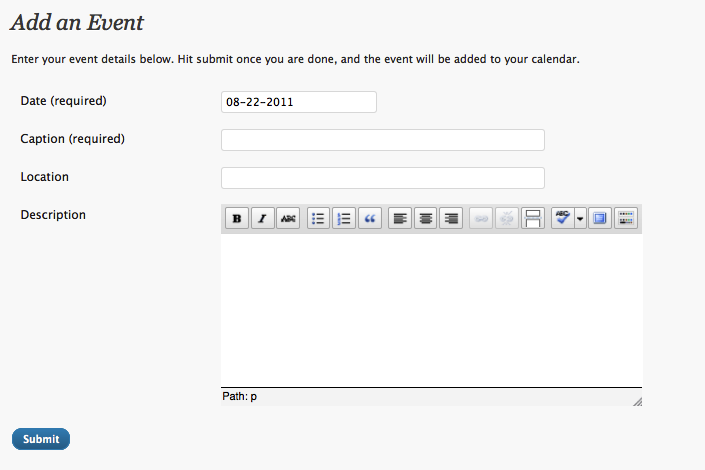 Add an Event
Enter your event details below. Hit submit once you are done, and the event will be added to your calendar.
Date (required)
08-22-2011
Caption (required)
Location
Description
B I ABC ABC
Path: p
Submit